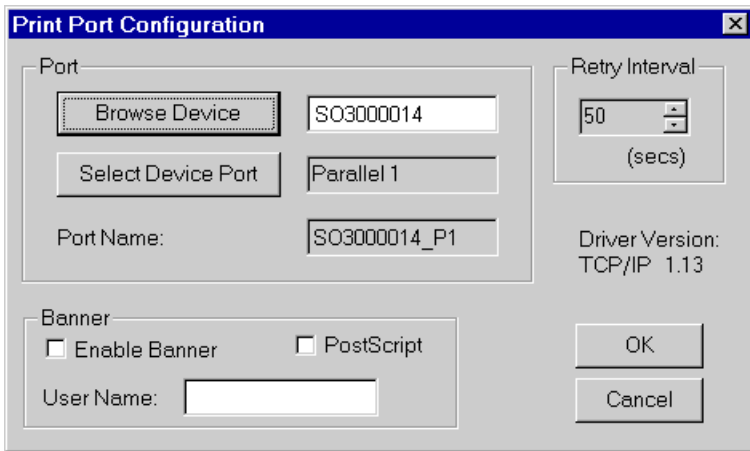 Print Port Configuration
Port
Browse Device
SO3000014
Select Device Port
Parallel 1
Port Name:
SO3000014_P1
Retry Interval
50
(secs)
Driver Version:
TCP/IP 1.13
Banner
Enable Banner
PostScript
User Name:
OK
Cancel